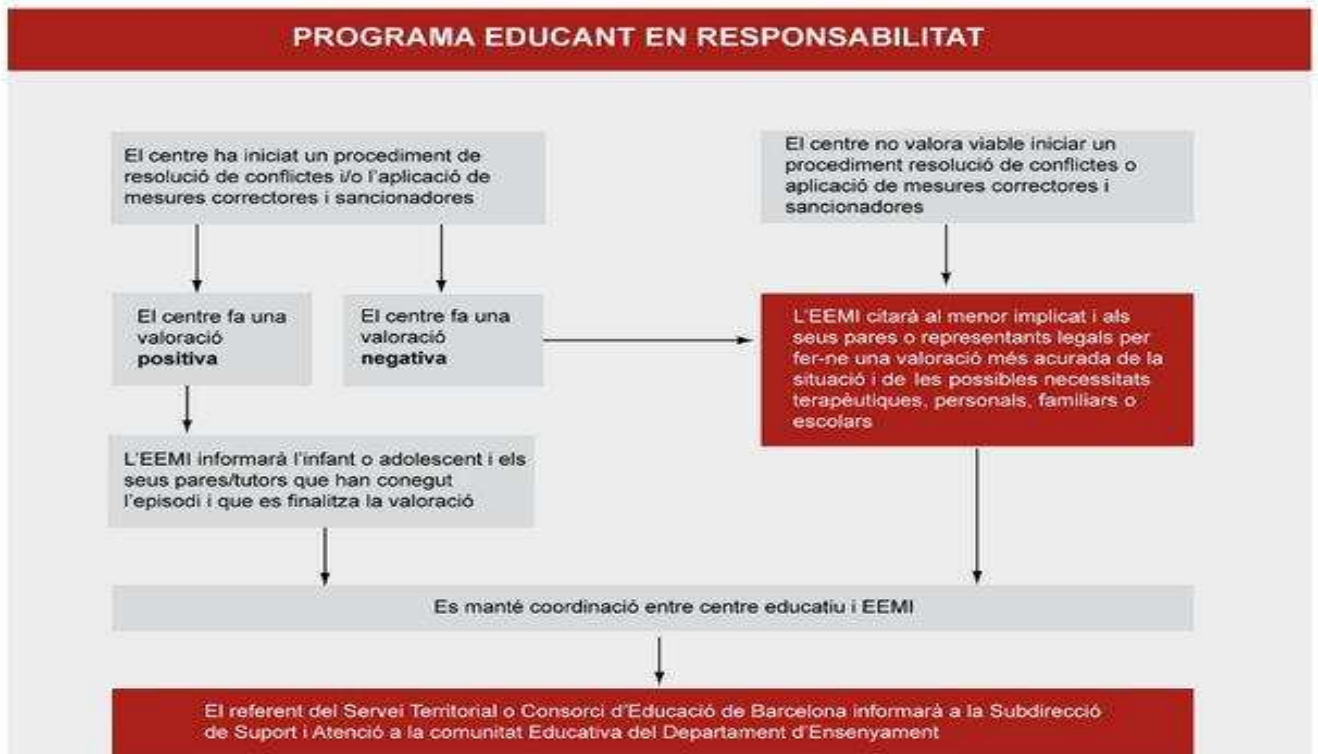 PROGRAMA EDUCANT EN RESPONSABILITAT
El centre ha iniciat un procediment de
resolució de conflictes i/o l'aplicació de
mesures correctores i sancionadores
El centre no valora viable iniciar un
procediment resolució de conflictes o
aplicació de mesures correctores i
sancionadores
El centre fa una
valoració
positiva
El centre fa una
valoració
negativa
L'EEMI citarà al menor implicat i als
seus pares o representants legals per
fer-ne una valoració més acurada de la
situació i de les possibles necessitats
terapèutiques, personals, familiars o
escolars
L'EEMI informarà l'infant o adolescent i els
seus pares/tutors que han conegut
l'episodi i que es finalitza la valoració
Es manté coordinació entre centre educatiu i EEMI
El referent del Servei Territorial o Consorci d'Educació de Barcelona informarà a la Subdirecció
de Suport i Atenció a la comunitat Educativa del Departament d'Ensenyament